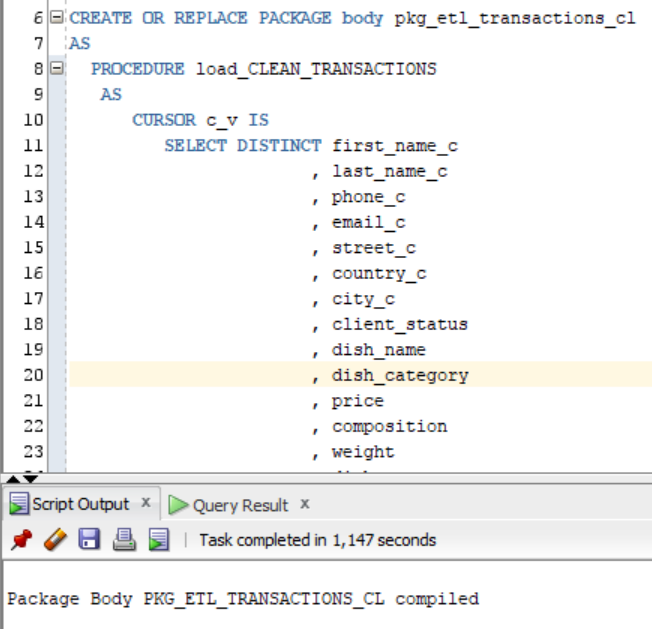 6 CREATE OR REPLACE PACKAGE body pkg_etl_transactions_cl
7 AS
8 PROCEDURE load_CLEAN_TRANSACTIONS
9 AS
10 CURSOR c_v IS
11 SELECT DISTINCT first_name_c
12 , last_name_c
13 , phone_c
14 , email_c
15 , street_c
16 , country_c
17 , city_c
18 , client_status
19 , dish_name
20 , dish_category
21 , price
22 , composition
23 , weight
Script Output x Query Result x
Task completed in 1,147 seconds
Package Body PKG_ETL_TRANSACTIONS_CL compiled